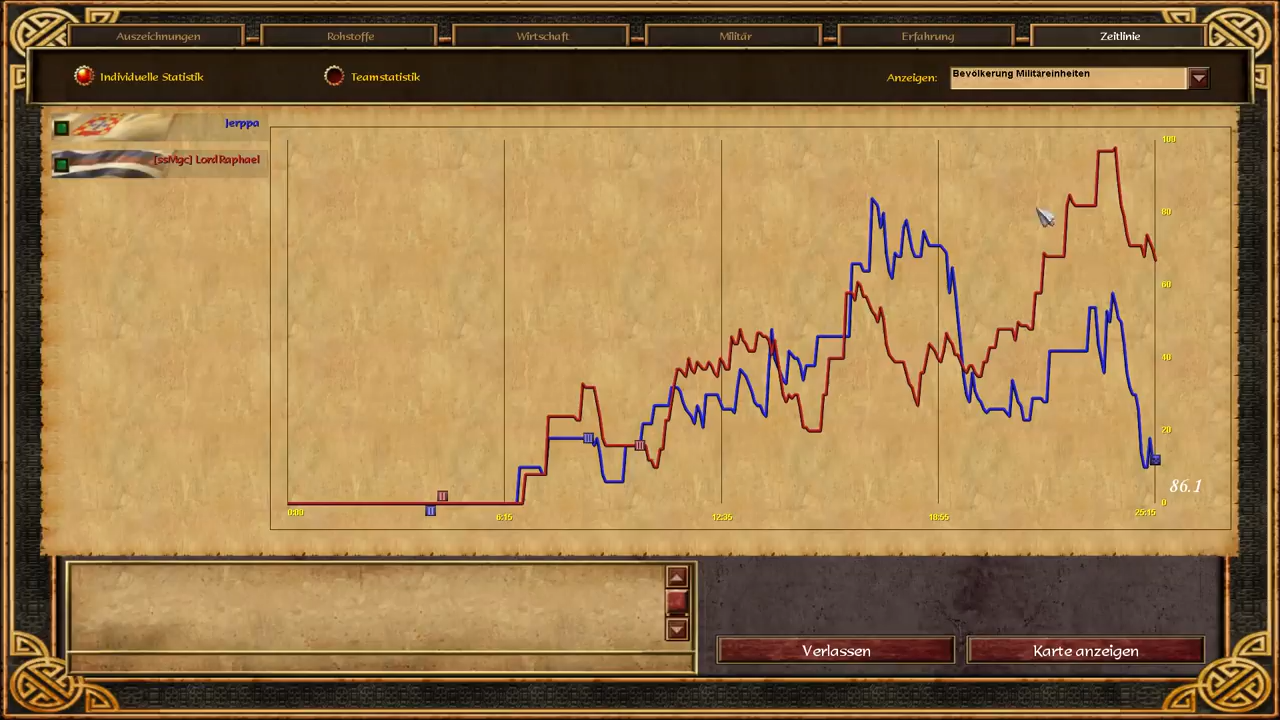 Auszeichnungen
Rohstoffe
Wirtschaft
Militär
Erfahrung
Zeitlinie
Individuelle Statistik
Teamstatistik
Anzeigen:
Bevölkerung Militäreinheiten
Jerppa
[ssMgc] LordRaphael
100
80
60
40
20
86.1
0
0:00
6:15
12:35
18:55
25:15
Verlassen
Karte anzeigen